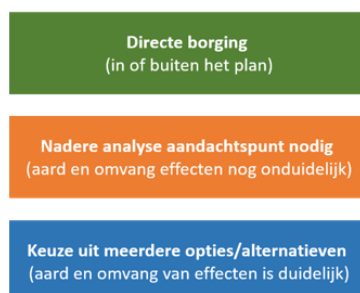 Directe borging
(in of buiten het plan)
Nadere analyse aandachtspunt nodig
(aard en omvang effecten nog onduidelijk)
Keuze uit meerdere opties/alternatieven
(aard en omvang van effecten is duidelijk)